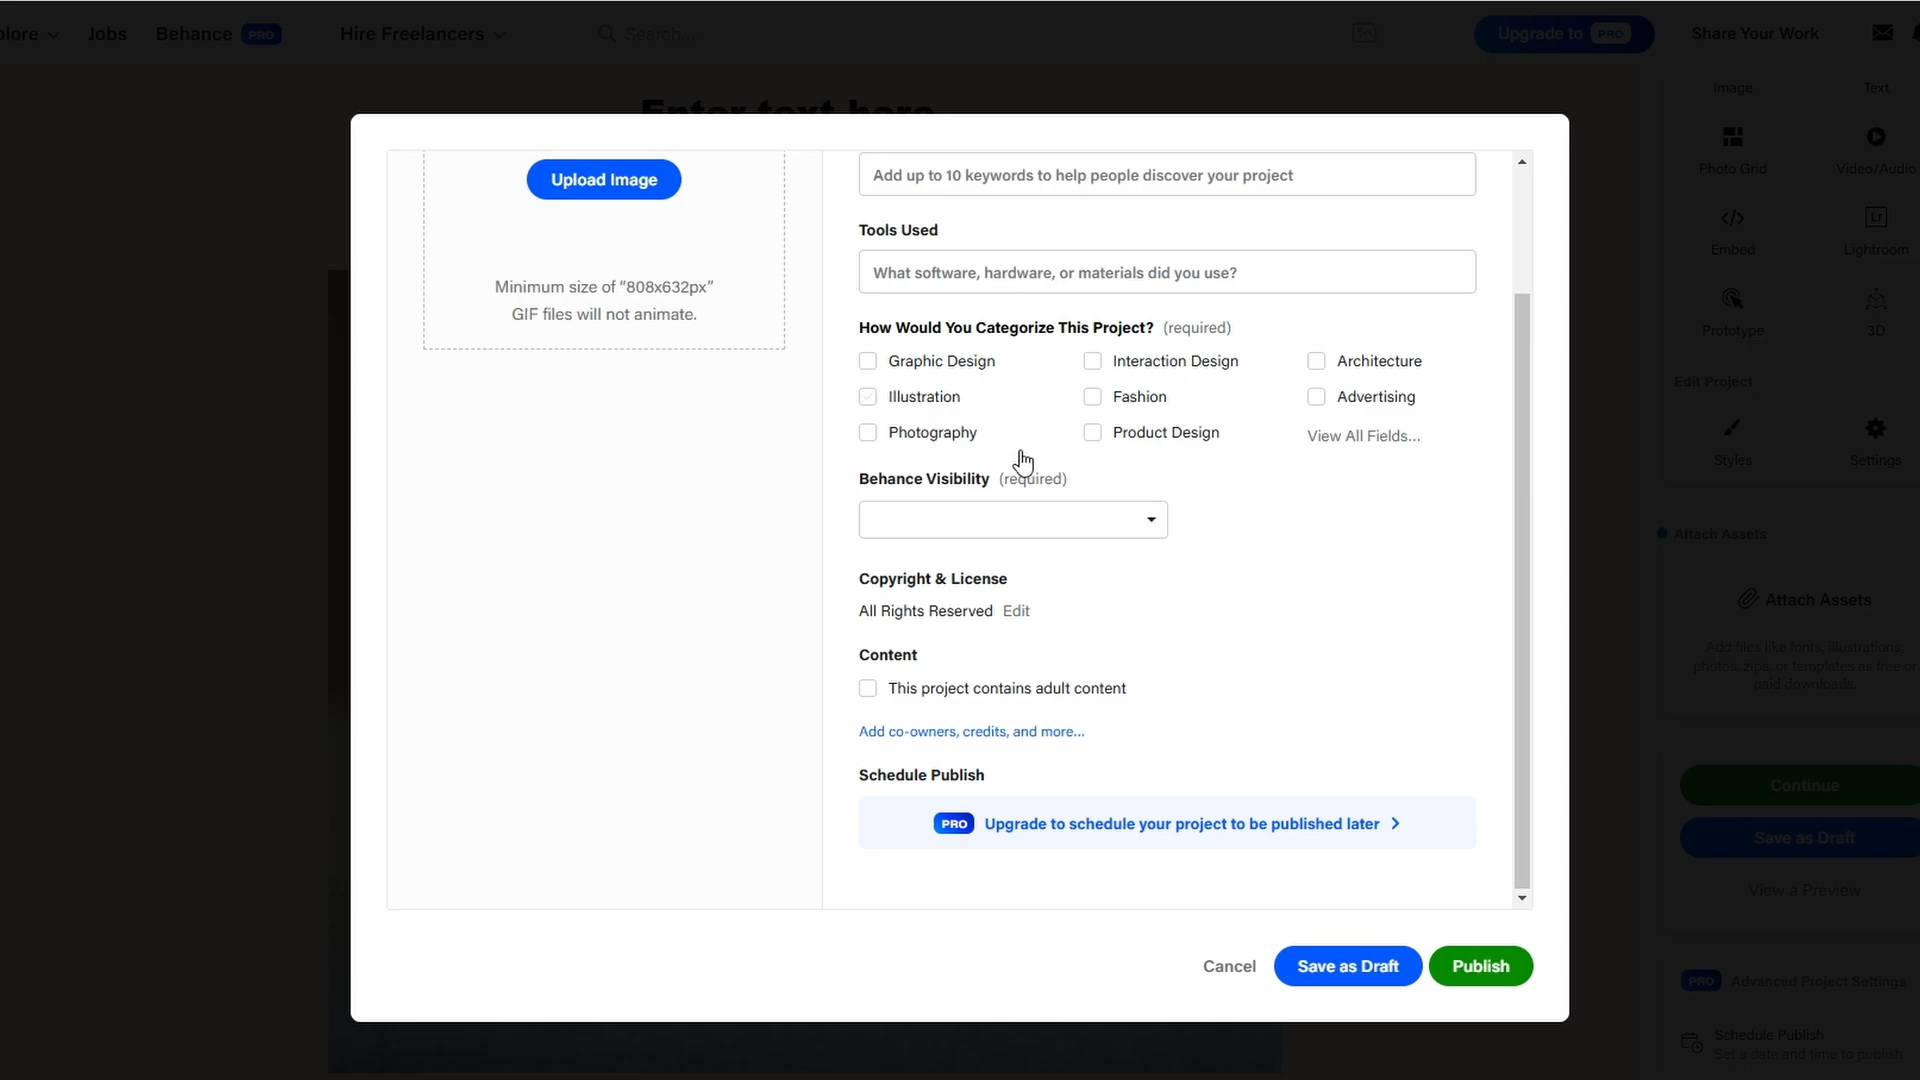 plore
Jobs
Behance PRO
Hire Freelancers
Search...
Upgrade to PRO
Share Your Work
Enter text here
Upload Image
Minimum size of “808x632px”
GIF files will not animate.
Add up to 10 keywords to help people discover your project
Tools Used
What software, hardware, or materials did you use?
How Would You Categorize This Project? (required)
Graphic Design
Interaction Design
Architecture
Illustration
Fashion
Advertising
Photography
Product Design
View All Fields...
Behance Visibility (required)
Copyright & License
All Rights Reserved Edit
Content
This project contains adult content
Add co-owners, credits, and more...
Schedule Publish
PRO Upgrade to schedule your project to be published later
Cancel
Save as Draft
Publish
Image
Text
Photo Grid
Video/Audio
Embed
Lr
Lightroom
Prototype
3D
Edit Project
Styles
Settings
Attach Assets
Attach Assets
Add files like fonts, illustrations,
photos, zips, or templates as free or
paid downloads.
Continue
Save as Draft
View a Preview
PRO Advanced Project Settings
Schedule Publish
Set a date and time to publish